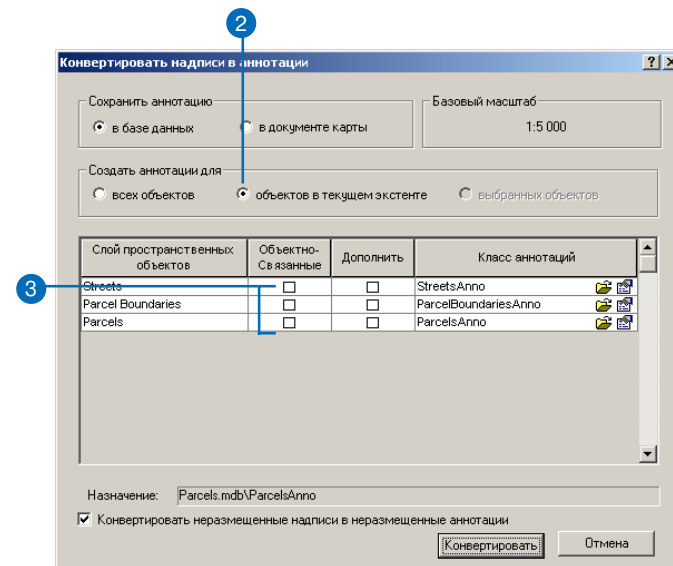 2
Конвертировать надписи в аннотации
Сохранить аннотацию
Базовый масштаб
в базе данных
в документе карты
1:5 000
Создать аннотации для
всех объектов
объектов в текущем экстенте
выбранных объектов
Слой пространственных объектов
Объектно-Связанные
Дополнить
Класс аннотаций
3
Streets
StreetsAnno
Parcel Boundaries
ParcelBoundariesAnno
Parcels
ParcelsAnno
Назначение: Parcels.mdb\ParcelsAnno
Конвертировать неразмещенные надписи в неразмещенные аннотации
Конвертировать
Отмена